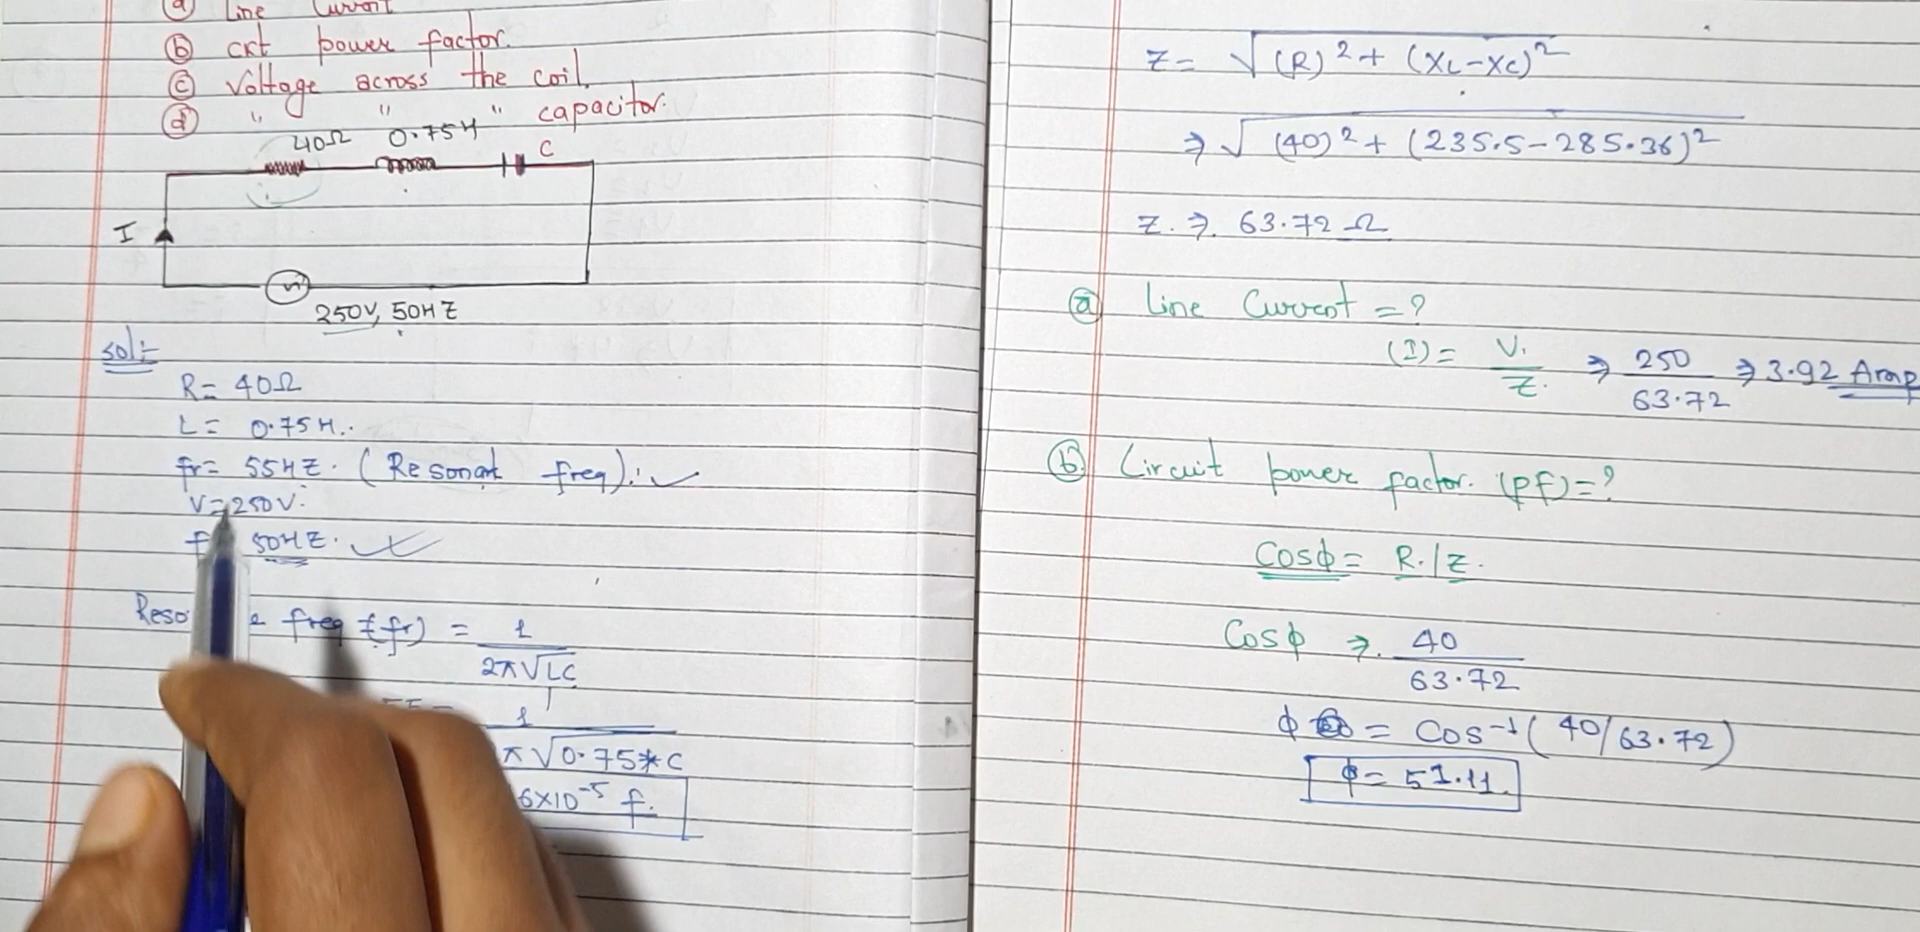 (a) Line Current
(b) ckt power factor.
(c) Voltage across the coil.
(d) " " " capacitor.
40Ω 0.75H C
I
250V, 50HZ
Sol:-
R= 40Ω
L= 0.75H.
fr= 55HZ. (Resonant freq):
V=250V.
f 50HZ.
freq (fr) = 1
2π√LC
1
π√0.75*C
6×10⁻⁵ f.
Z= √(R)²+ (XL-XC)²
⇒ √(40)²+ (235.5-285.36)²
Z. ⇒. 63.72 Ω
(a) Line Current =?
(I)= V. ⇒ 250 ⇒ 3.92 Amp
Z. 63.72
(b) Circuit power factor. (Pf)=?
Cosϕ= R./Z.
Cosϕ ⇒. 40
63.72
ϕ = Cos⁻¹( 40/63.72)
ϕ= 51.11.